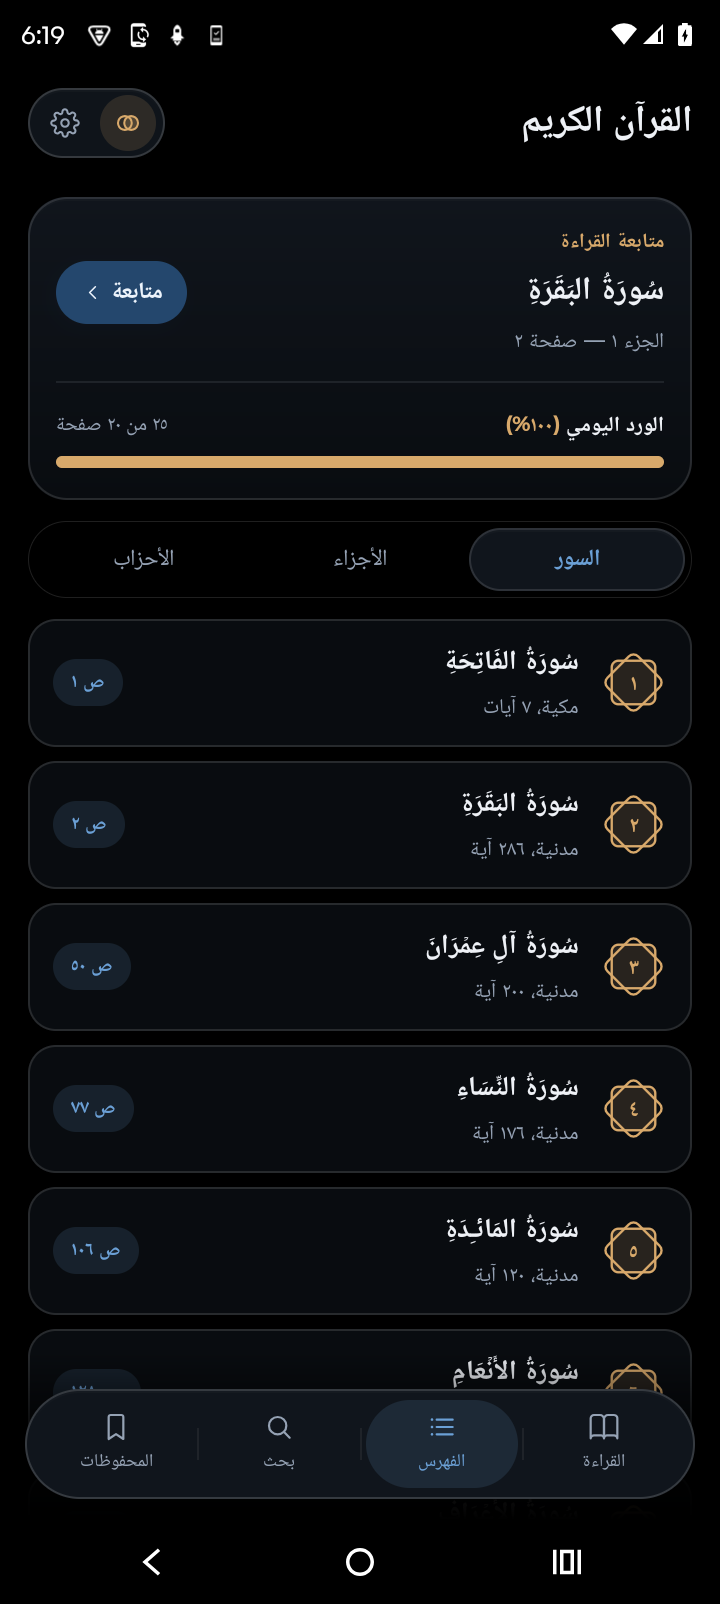 6:19
القرآن الكريم
متابعة القراءة
سُورَةُ البَقَرَةِ
متابعة
الجزء ١ — صفحة ٢
الورد اليومي (١٠٠%)
٢٥ من ٢٠ صفحة
السور
الأجزاء
الأحزاب
١
سُورَةُ الفَاتِحَةِ
مكية، ٧ آيات
ص ١
٢
سُورَةُ البَقَرَةِ
مدنية، ٢٨٦ آية
ص ٢
٣
سُورَةُ آلِ عِمۡرَانَ
مدنية، ٢٠٠ آية
ص ٥٠
٤
سُورَةُ النِّسَاءِ
مدنية، ١٧٦ آية
ص ٧٧
٥
سُورَةُ المَائـِدَةِ
مدنية، ١٢٠ آية
ص ١٠٦
سُورَةُ الأَنۡعَامِ
القراءة
الفهرس
بحث
المحفوظات